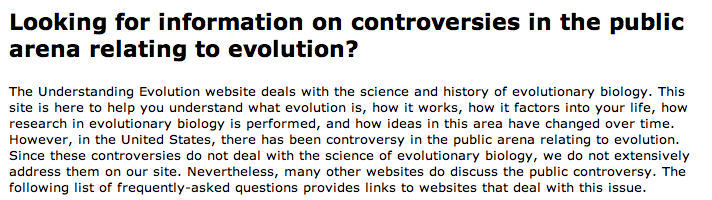 Looking for information on controversies in the public
arena relating to evolution?
The Understanding Evolution website deals with the science and history of evolutionary biology. This
site is here to help you understand what evolution is, how it works, how it factors into your life, how
research in evolutionary biology is performed, and how ideas in this area have changed over time.
However, in the United States, there has been controversy in the public arena relating to evolution.
Since these controversies do not deal with the science of evolutionary biology, we do not extensively
address them on our site. Nevertheless, many other websites do discuss the public controversy. The
following list of frequently-asked questions provides links to websites that deal with this issue.